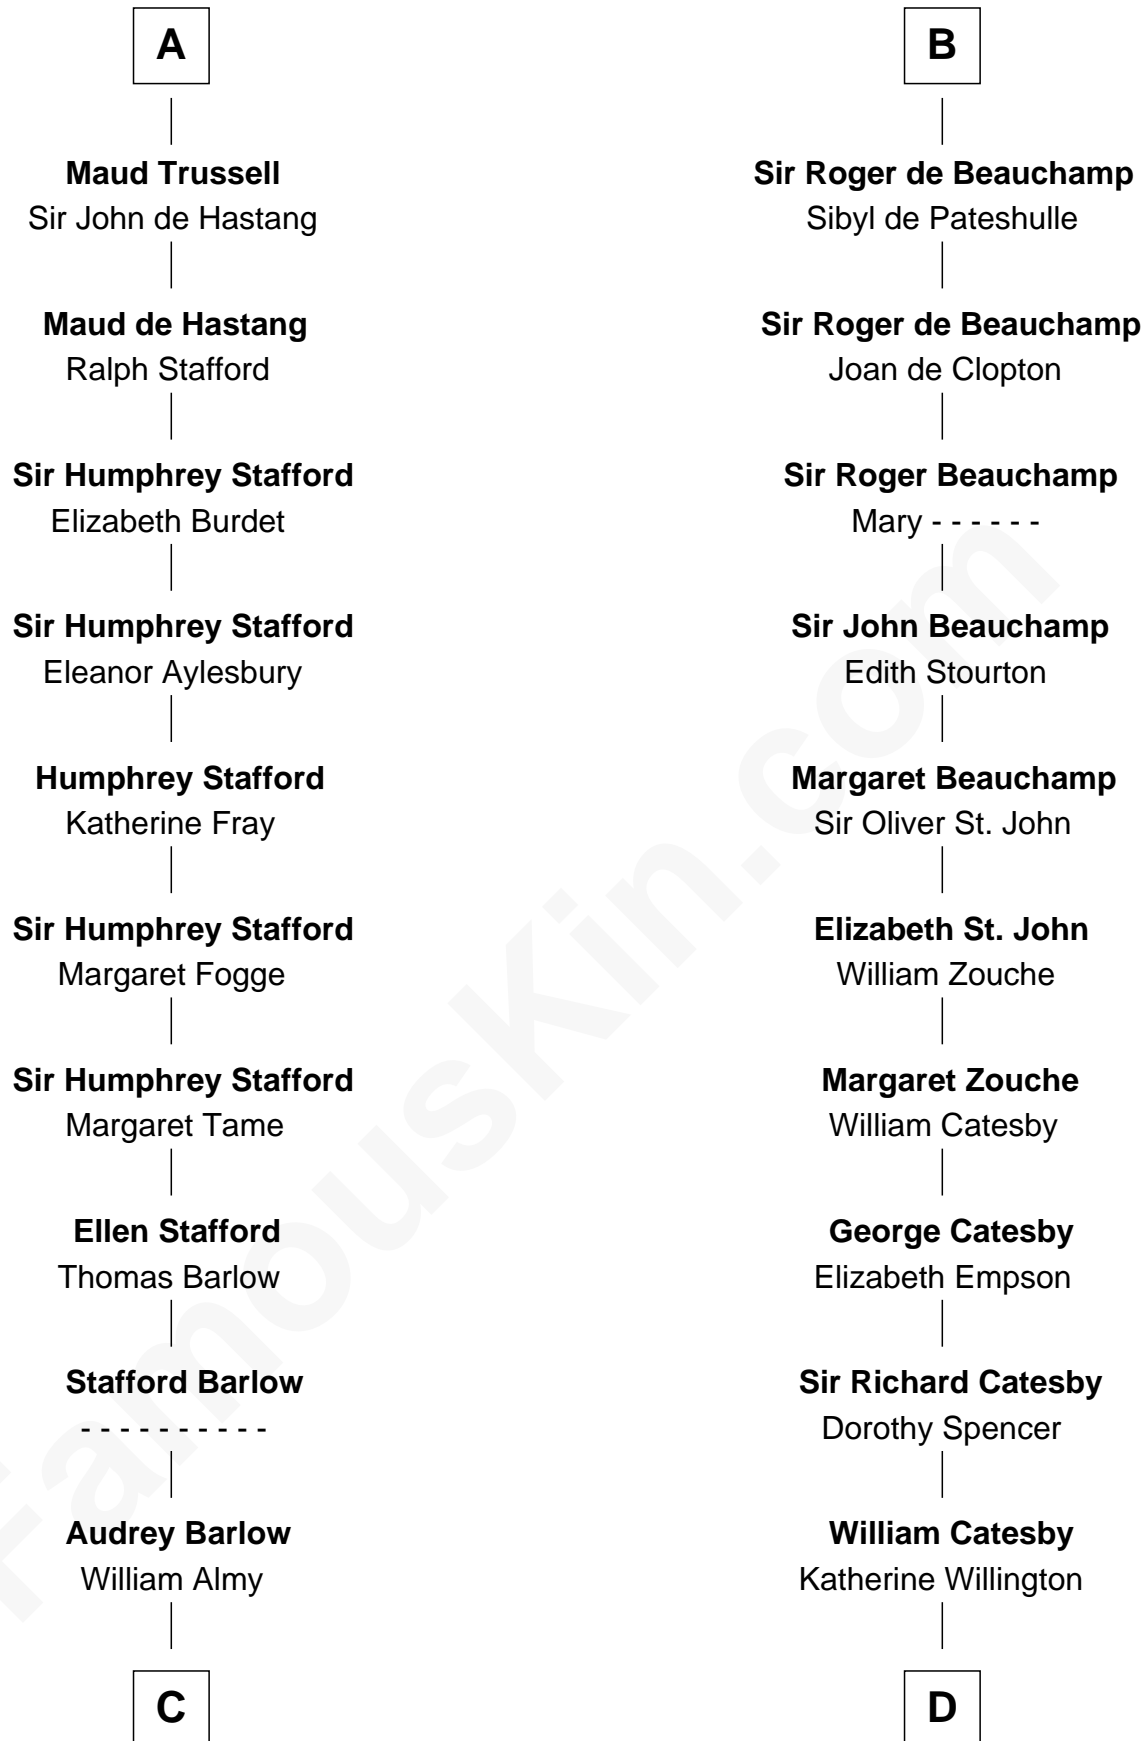 A
Maud Trussell
Sir John de Hastang
Maud de Hastang
Ralph Stafford
Sir Humphrey Stafford
Elizabeth Burdet
Sir Humphrey Stafford
Eleanor Aylesbury
Humphrey Stafford
Katherine Fray
Sir Humphrey Stafford
Margaret Fogge
Sir Humphrey Stafford
Margaret Tame
Ellen Stafford
Thomas Barlow
Stafford Barlow
- - - - - - - - - -
Audrey Barlow
William Almy
C
B
Sir Roger de Beauchamp
Sibyl de Pateshulle
Sir Roger de Beauchamp
Joan de Clopton
Sir Roger Beauchamp
Mary - - - - - -
Sir John Beauchamp
Edith Stourton
Margaret Beauchamp
Sir Oliver St. John
Elizabeth St. John
William Zouche
Margaret Zouche
William Catesby
George Catesby
Elizabeth Empson
Sir Richard Catesby
Dorothy Spencer
William Catesby
Katherine Willington
D
FamousKin.com